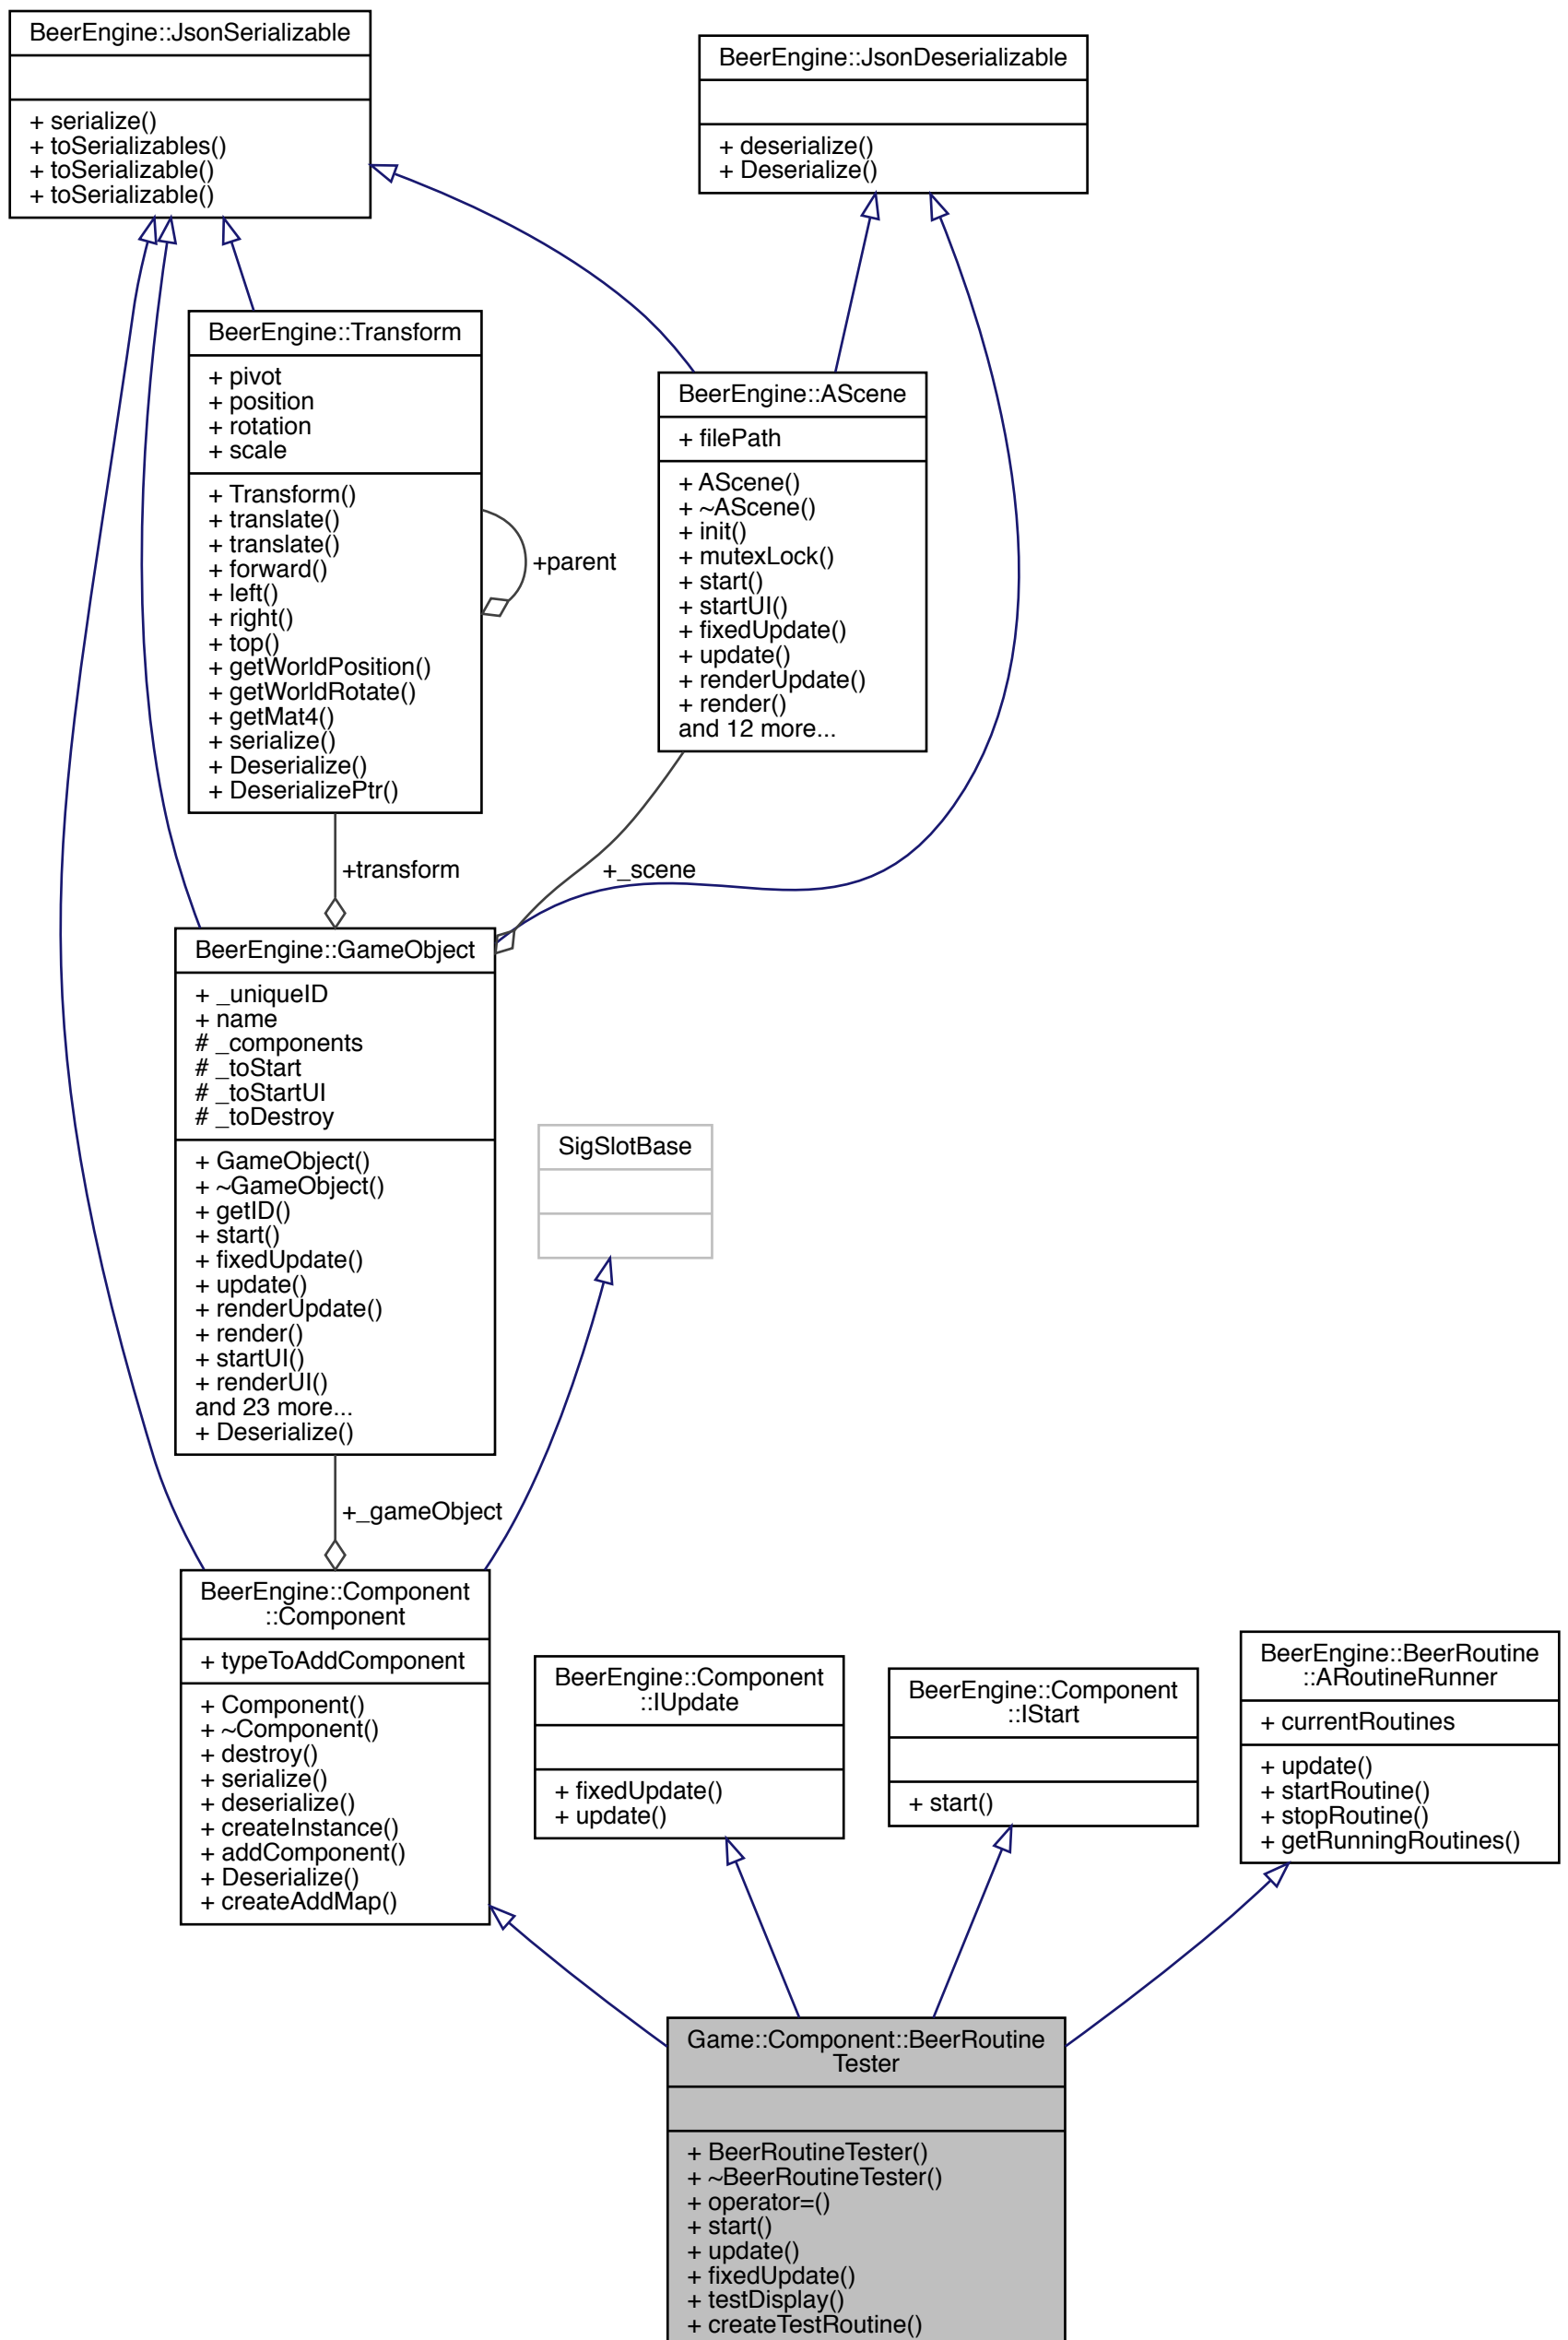 BeerEngine::JsonSerializable
+ serialize()
+ toSerializables()
+ toSerializable()
+ toSerializable()
BeerEngine::JsonDeserializable
+ deserialize()
+ Deserialize()
BeerEngine::Transform
+ pivot
+ position
+ rotation
+ scale
+ Transform()
+ translate()
+ translate()
+ forward()
+ left()
+ right()
+ top()
+ getWorldPosition()
+ getWorldRotate()
+ getMat4()
+ serialize()
+ Deserialize()
+ DeserializePtr()
+parent
BeerEngine::AScene
+ filePath
+ AScene()
+ ~AScene()
+ init()
+ mutexLock()
+ start()
+ startUI()
+ fixedUpdate()
+ update()
+ renderUpdate()
+ render()
and 12 more...
+transform
+_scene
BeerEngine::GameObject
+ _uniqueID
+ name
# _components
# _toStart
# _toStartUI
# _toDestroy
+ GameObject()
+ ~GameObject()
+ getID()
+ start()
+ fixedUpdate()
+ update()
+ renderUpdate()
+ render()
+ startUI()
+ renderUI()
and 23 more...
+ Deserialize()
SigSlotBase
+_gameObject
BeerEngine::Component
::Component
+ typeToAddComponent
+ Component()
+ ~Component()
+ destroy()
+ serialize()
+ deserialize()
+ createInstance()
+ addComponent()
+ Deserialize()
+ createAddMap()
BeerEngine::Component
::IUpdate
+ fixedUpdate()
+ update()
BeerEngine::Component
::IStart
+ start()
BeerEngine::BeerRoutine
::ARoutineRunner
+ currentRoutines
+ update()
+ startRoutine()
+ stopRoutine()
+ getRunningRoutines()
Game::Component::BeerRoutine
Tester
+ BeerRoutineTester()
+ ~BeerRoutineTester()
+ operator=()
+ start()
+ update()
+ fixedUpdate()
+ testDisplay()
+ createTestRoutine()